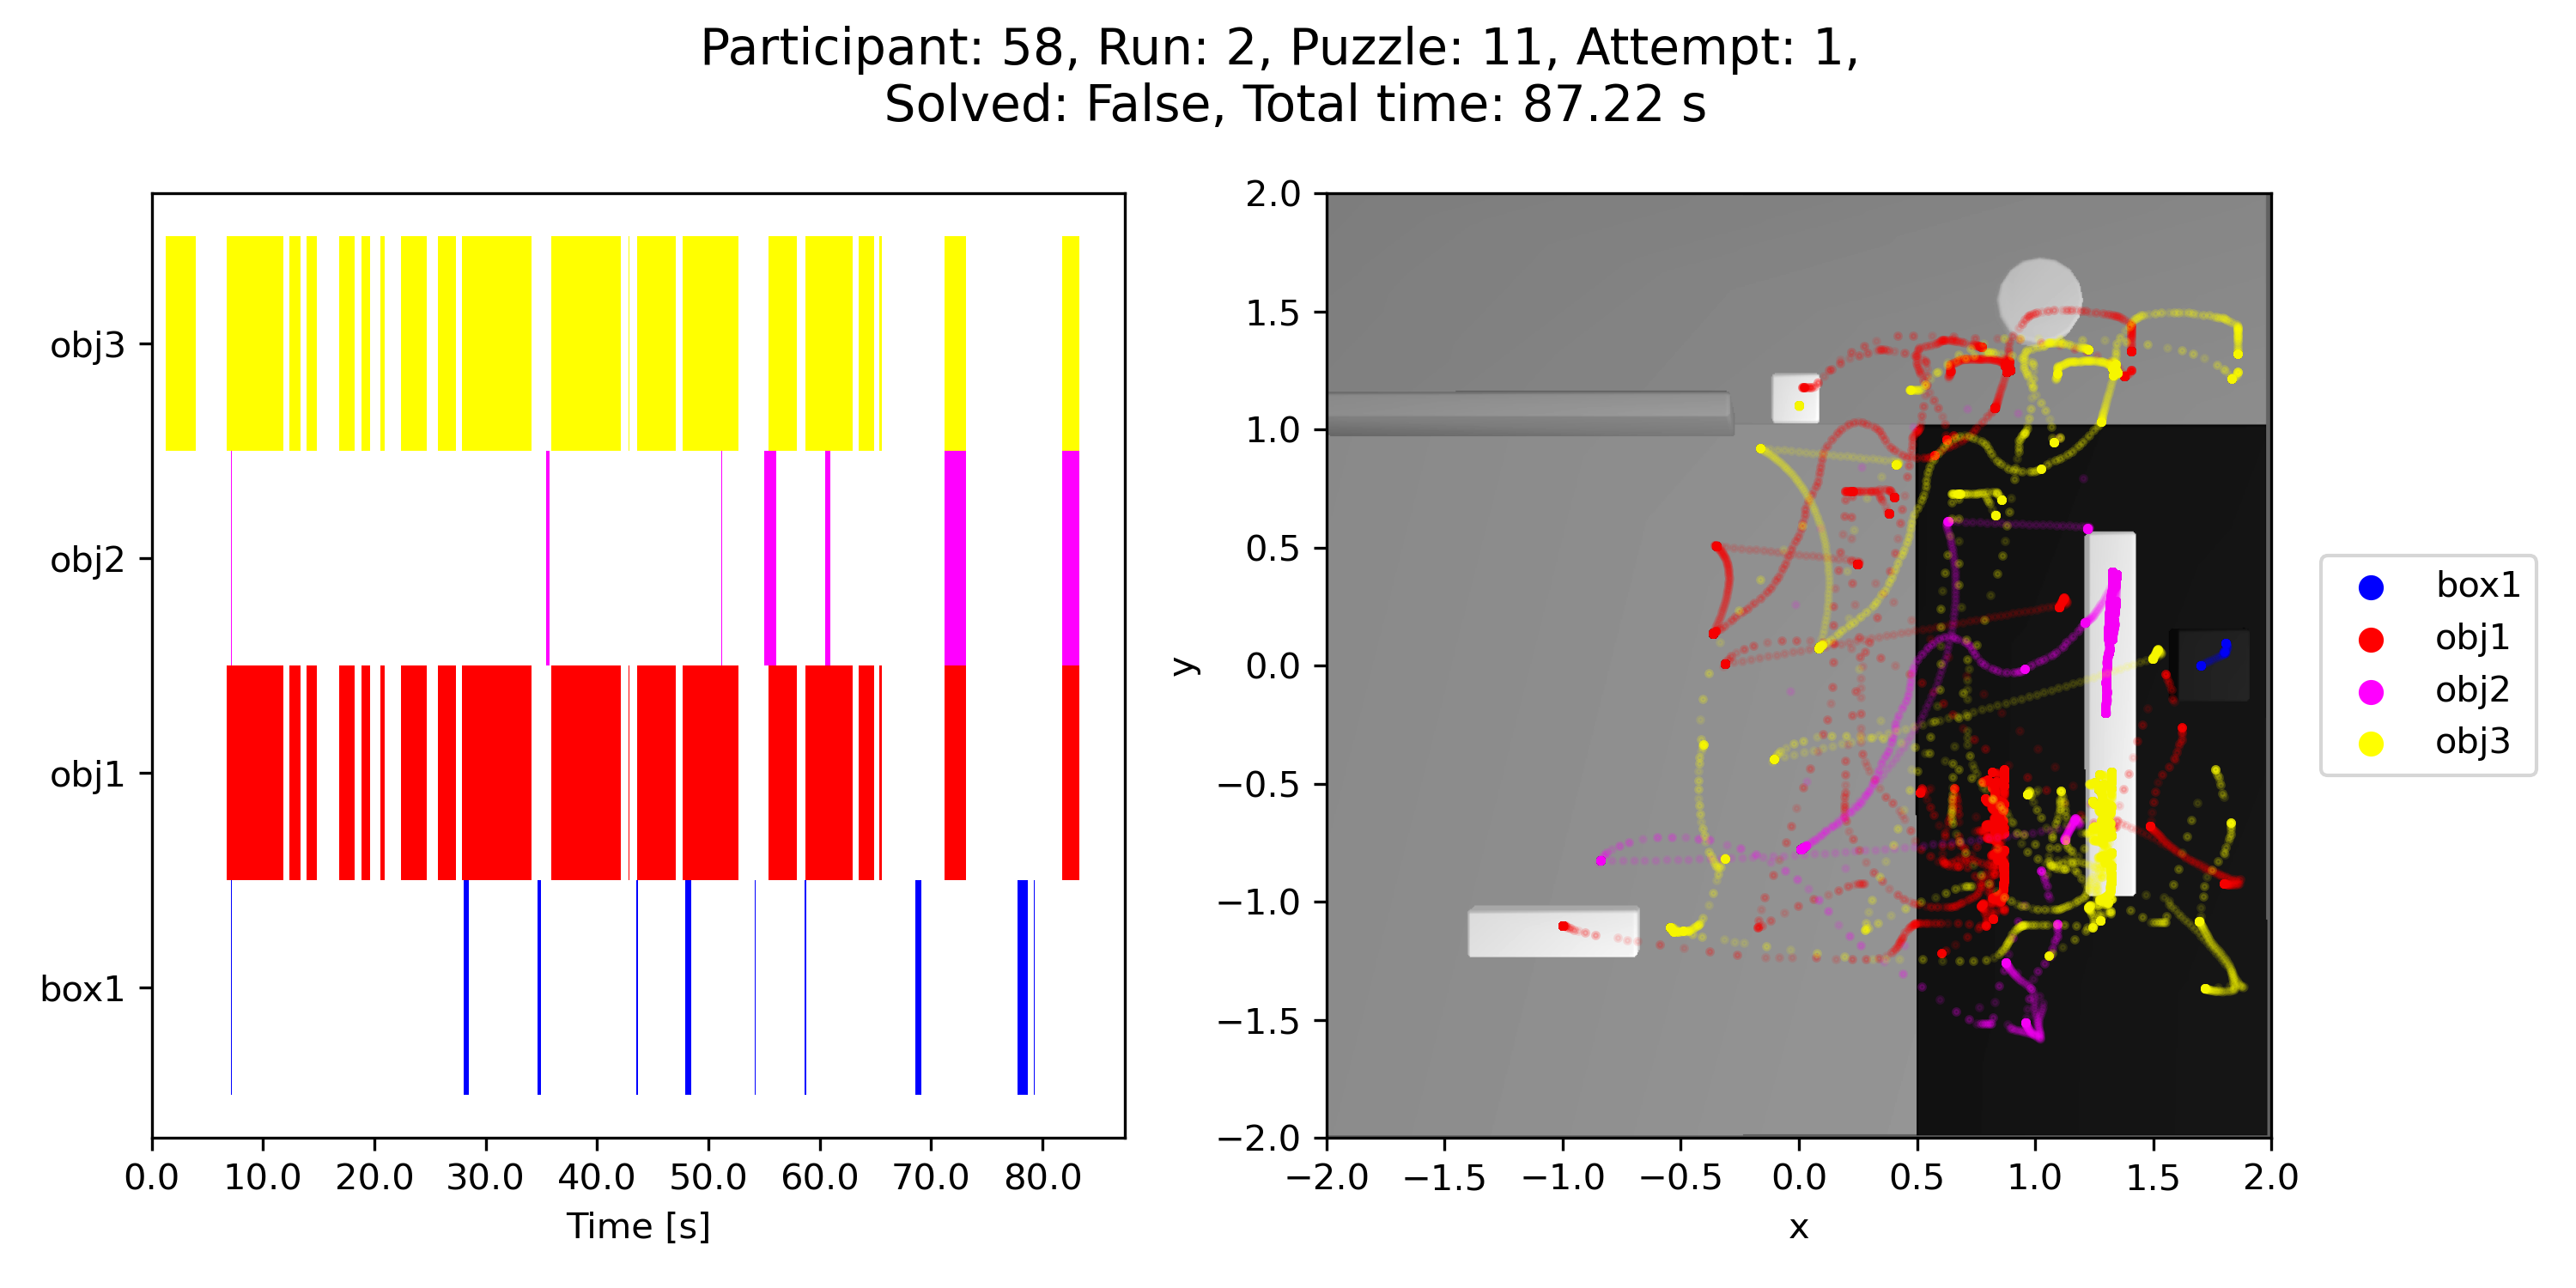 Participant: 58, Run: 2, Puzzle: 11, Attempt: 1,
Solved: False, Total time: 87.22 s
obj3
obj2
obj1
box1
0.0 10.0 20.0 30.0 40.0 50.0 60.0 70.0 80.0
Time [s]
2.0
1.5
1.0
0.5
0.0
−0.5
−1.0
−1.5
−2.0
y
−2.0 −1.5 −1.0 −0.5 0.0 0.5 1.0 1.5 2.0
x
box1
obj1
obj2
obj3